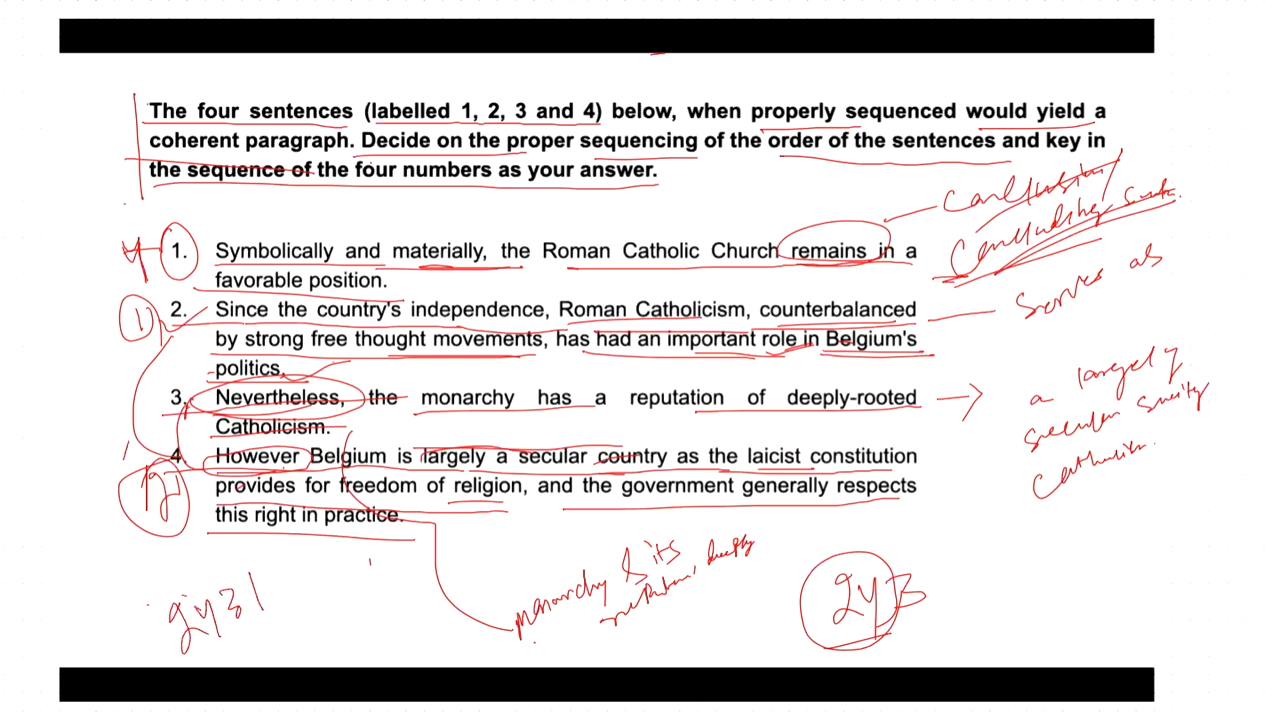 The four sentences (labelled 1, 2, 3 and 4) below, when properly sequenced would yield a
coherent paragraph. Decide on the proper sequencing of the order of the sentences and key in
the sequence of the four numbers as your answer.
Concluding
1. Symbolically and materially, the Roman Catholic Church remains in a
favorable position.
Serves as
2. Since the country's independence, Roman Catholicism, counterbalanced
by strong free thought movements, has had an important role in Belgium's
politics.
3. Nevertheless, the monarchy has a reputation of deeply-rooted
Catholicism.
a largely
secular
4. However Belgium is largely a secular country as the laicist constitution
provides for freedom of religion, and the government generally respects
this right in practice.
monarchy & its
2431
243